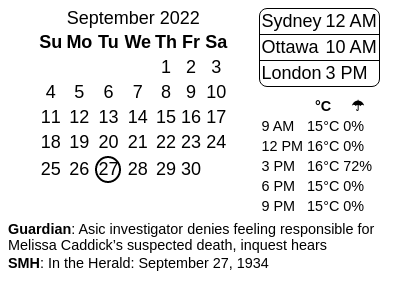 September 2022
Su Mo Tu We Th Fr Sa
1 2 3
4 5 6 7 8 9 10
11 12 13 14 15 16 17
18 19 20 21 22 23 24
25 26 27 28 29 30
Sydney 12 AM
Ottawa 10 AM
London 3 PM
°C ☂
9 AM 15°C 0%
12 PM 16°C 0%
3 PM 16°C 72%
6 PM 15°C 0%
9 PM 15°C 0%
Guardian: Asic investigator denies feeling responsible for
Melissa Caddick’s suspected death, inquest hears
SMH: In the Herald: September 27, 1934